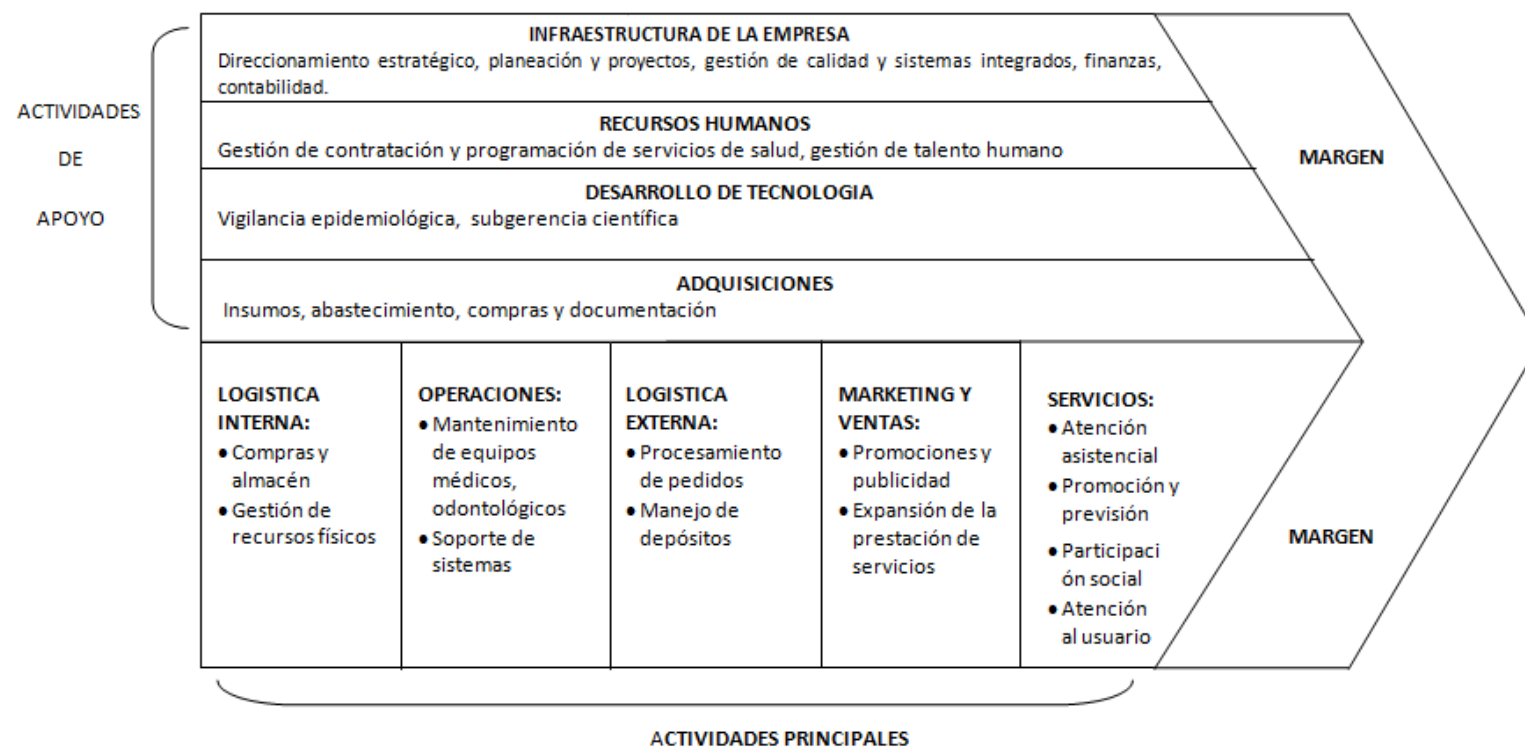 INFRAESTRUCTURA DE LA EMPRESA
Direccionamiento estratégico, planeación y proyectos, gestión de calidad y sistemas integrados, finanzas,
contabilidad.
ACTIVIDADES
DE
APOYO
RECURSOS HUMANOS
Gestión de contratación y programación de servicios de salud, gestión de talento humano
MARGEN
DESARROLLO DE TECNOLOGIA
Vigilancia epidemiológica, subgerencia científica
ADQUISICIONES
Insumos, abastecimiento, compras y documentación
LOGISTICA
INTERNA:
• Compras y
almacén
• Gestión de
recursos físicos
OPERACIONES:
• Mantenimiento
de equipos
médicos,
odontológicos
• Soporte de
sistemas
LOGISTICA
EXTERNA:
• Procesamiento
de pedidos
• Manejo de
depósitos
MARKETING Y
VENTAS:
• Promociones y
publicidad
• Expansión de la
prestación de
servicios
SERVICIOS:
• Atención
asistencial
• Promoción y
previsión
• Participaci
ón social
• Atención
al usuario
MARGEN
ACTIVIDADES PRINCIPALES